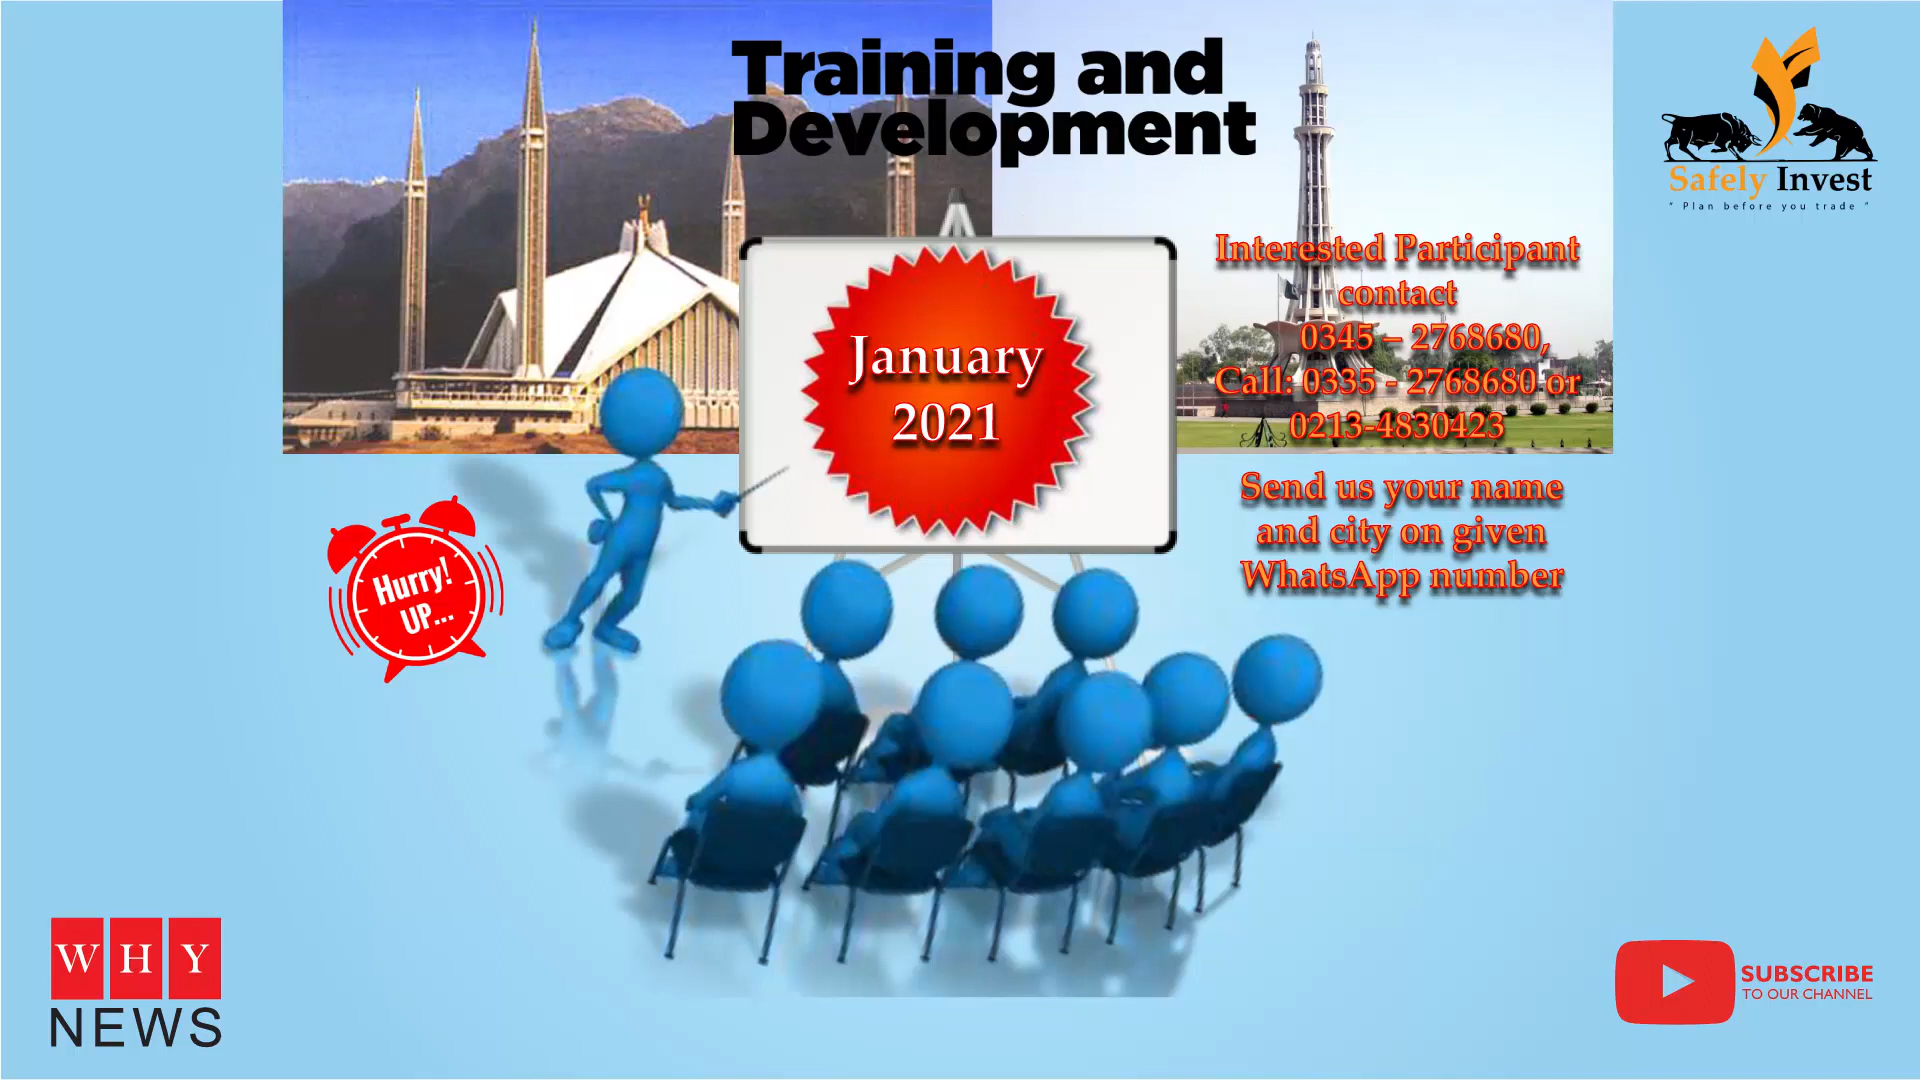 Training and
Development
Safely Invest
" Plan before you trade "
Interested Participant
contact
0345 – 2768680,
Call: 0335 - 2768680 or
0213-4830423
January
2021
Send us your name
and city on given
WhatsApp number
Hurry!
UP...
WHY
NEWS
SUBSCRIBE
TO OUR CHANNEL